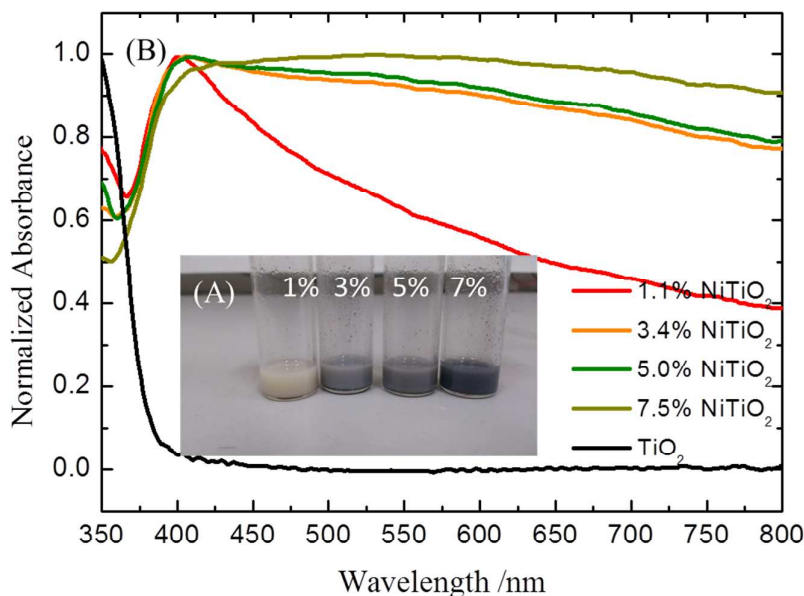 (B)
1.0
0.8
0.6
0.4
0.2
0.0
Normalized Absorbance
(A)
1% 3% 5% 7%
1.1% NiTiO₂
3.4% NiTiO₂
5.0% NiTiO₂
7.5% NiTiO₂
TiO₂
350 400 450 500 550 600 650 700 750 800
Wavelength /nm